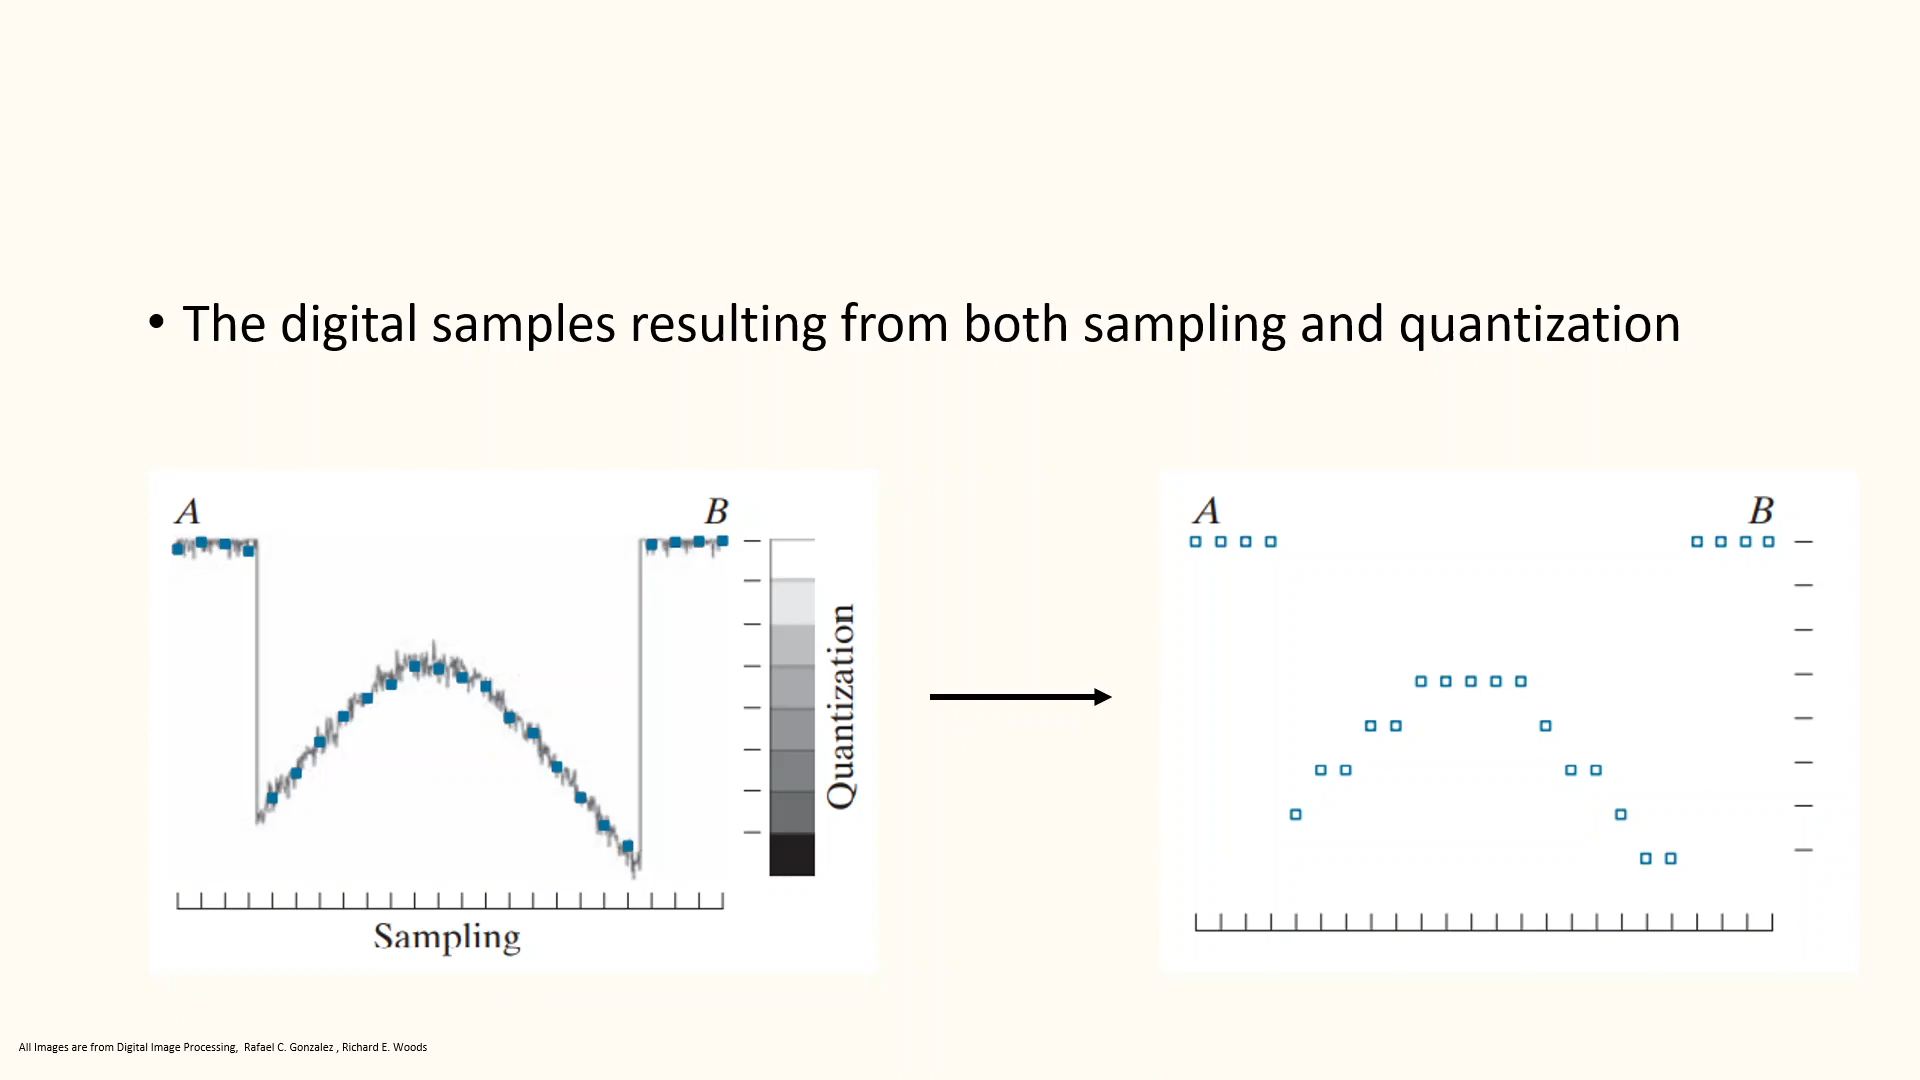 • The digital samples resulting from both sampling and quantization
A B
Quantization
Sampling
A B
All Images are from Digital Image Processing, Rafael C. Gonzalez , Richard E. Woods